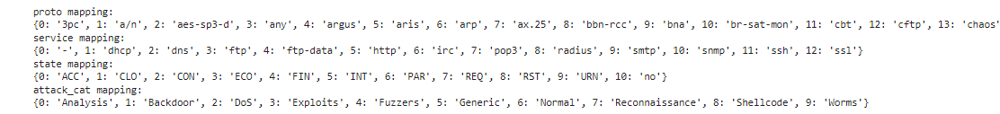 proto mapping:
{0: '3pc', 1: 'a/n', 2: 'aes-sp3-d', 3: 'any', 4: 'argus', 5: 'aris', 6: 'arp', 7: 'ax.25', 8: 'bbn-rcc', 9: 'bna', 10: 'br-sat-mon', 11: 'cbt', 12: 'cftp', 13: 'chaos'
service mapping:
{0: '-', 1: 'dhcp', 2: 'dns', 3: 'ftp', 4: 'ftp-data', 5: 'http', 6: 'irc', 7: 'pop3', 8: 'radius', 9: 'smtp', 10: 'snmp', 11: 'ssh', 12: 'ssl'}
state mapping:
{0: 'ACC', 1: 'CLO', 2: 'CON', 3: 'ECO', 4: 'FIN', 5: 'INT', 6: 'PAR', 7: 'REQ', 8: 'RST', 9: 'URN', 10: 'no'}
attack_cat mapping:
{0: 'Analysis', 1: 'Backdoor', 2: 'DoS', 3: 'Exploits', 4: 'Fuzzers', 5: 'Generic', 6: 'Normal', 7: 'Reconnaissance', 8: 'Shellcode', 9: 'Worms'}